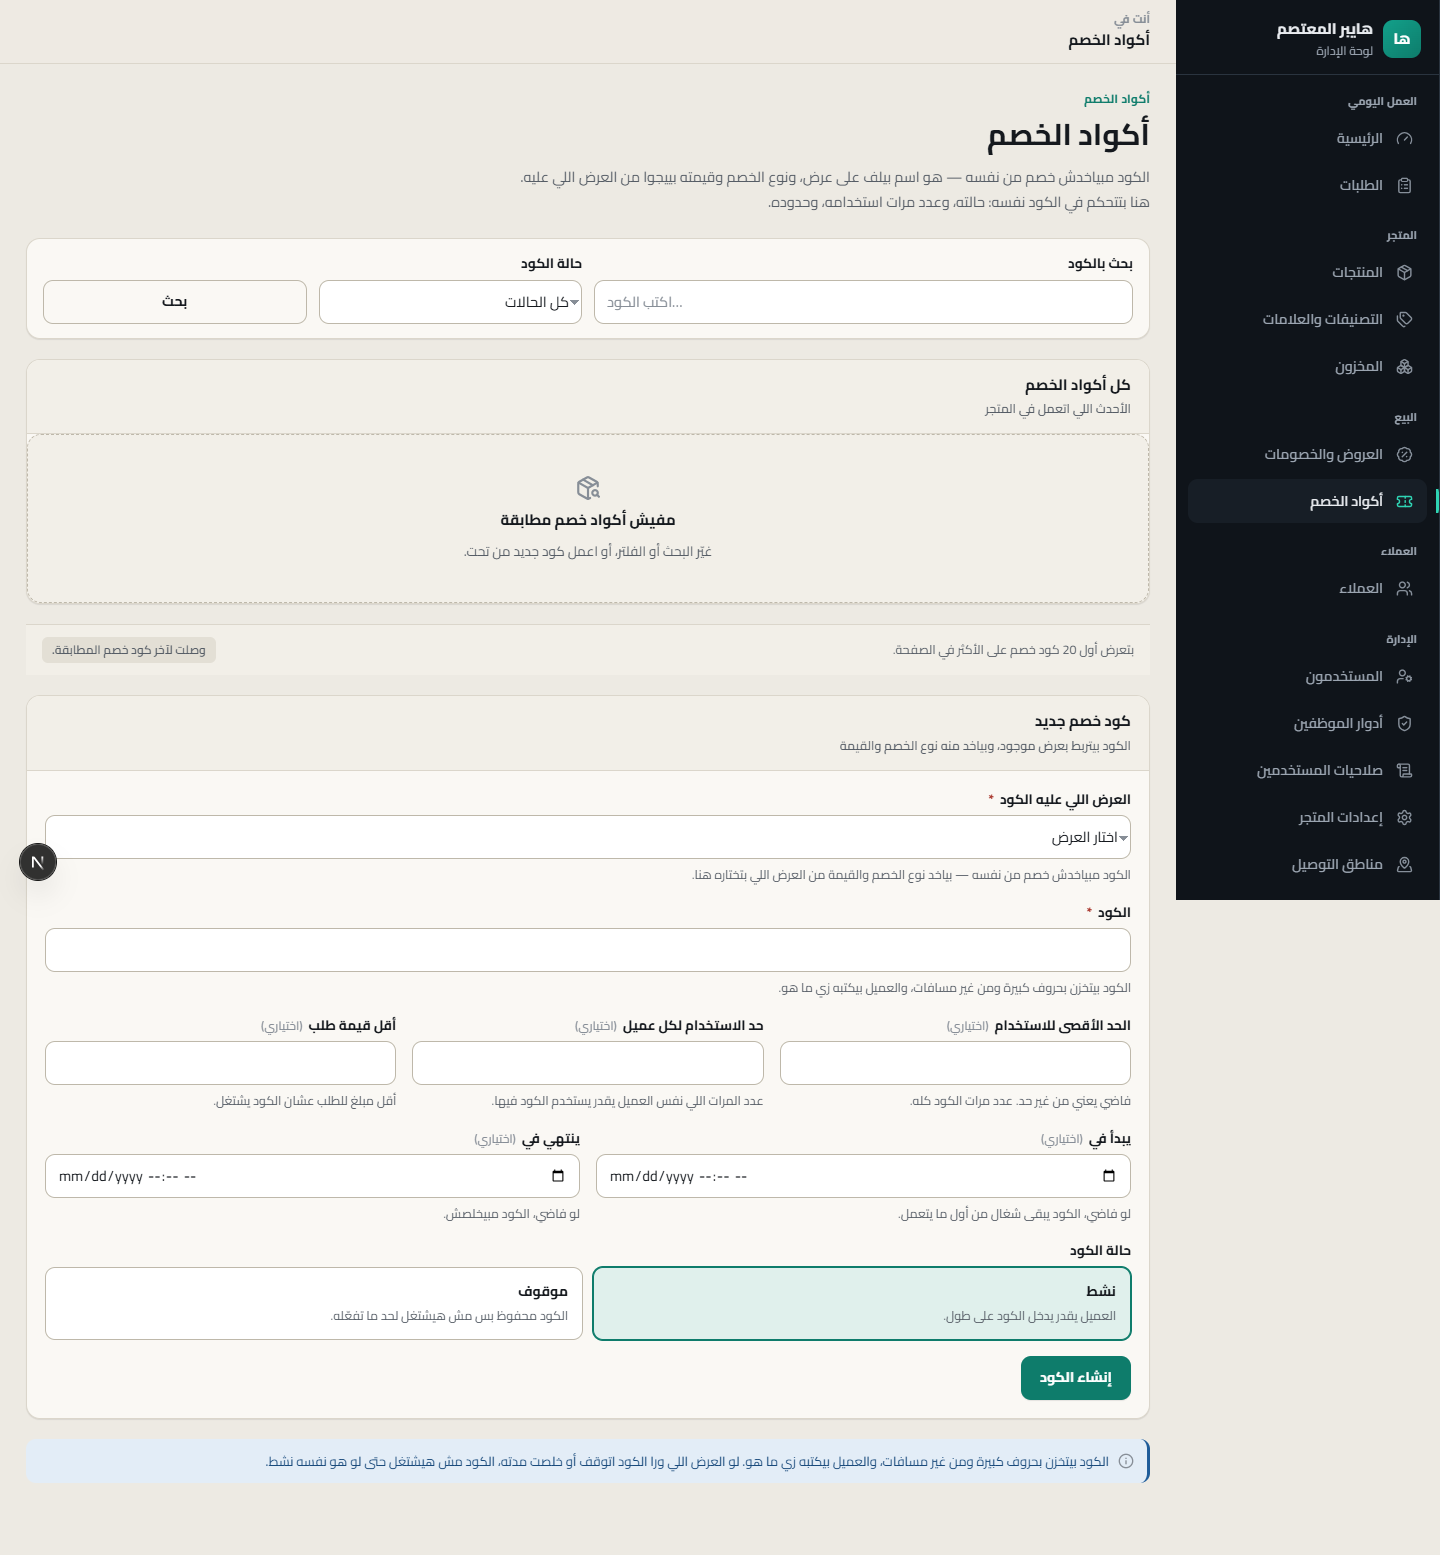 ها
هايبر المعتصم
لوحة الإدارة
العمل اليومي
الرئيسية
الطلبات
المتجر
المنتجات
التصنيفات والعلامات
المخزون
البيع
العروض والخصومات
أكواد الخصم
العملاء
العملاء
الإدارة
المستخدمون
أدوار الموظفين
صلاحيات المستخدمين
إعدادات المتجر
مناطق التوصيل
أنت في
أكواد الخصم
أكواد الخصم
أكواد الخصم
الكود مبياخدش خصم من نفسه — هو اسم بيلف على عرض، ونوع الخصم وقيمته بييجوا من العرض اللي عليه.
هنا بتتحكم في الكود نفسه: حالته، وعدد مرات استخدامه، وحدوده.
بحث بالكود
حالة الكود
اكتب الكود...
كل الحالات
بحث
كل أكواد الخصم
الأحدث اللي اتعمل في المتجر
مفيش أكواد خصم مطابقة
غيّر البحث أو الفلتر، أو اعمل كود جديد من تحت.
بتعرض أول 20 كود خصم على الأكثر في الصفحة.
وصلت لآخر كود خصم المطابقة.
كود خصم جديد
الكود بيتربط بعرض موجود، وبياخد منه نوع الخصم والقيمة
العرض اللي عليه الكود *
اختار العرض
الكود مبياخدش خصم من نفسه — بياخد نوع الخصم والقيمة من العرض اللي بتختاره هنا.
الكود *
الكود بيتخزن بحروف كبيرة ومن غير مسافات، والعميل بيكتبه زي ما هو.
الحد الأقصى للاستخدام (اختياري)
حد الاستخدام لكل عميل (اختياري)
أقل قيمة طلب (اختياري)
فاضي يعني من غير حد. عدد مرات الكود كله.
عدد المرات اللي نفس العميل يقدر يستخدم الكود فيها.
أقل مبلغ للطلب عشان الكود يشتغل.
يبدأ في (اختياري)
ينتهي في (اختياري)
mm/dd/yyyy --:-- --
mm/dd/yyyy --:-- --
لو فاضي، الكود يبقى شغال من أول ما يتعمل.
لو فاضي، الكود مبيخلصش.
حالة الكود
نشط
العميل يقدر يدخل الكود على طول.
موقوف
الكود محفوظ بس مش هيشتغل لحد ما تفعّله.
إنشاء الكود
الكود بيتخزن بحروف كبيرة ومن غير مسافات، والعميل بيكتبه زي ما هو. لو العرض اللي ورا الكود اتوقف أو خلصت مدته، الكود مش هيشتغل حتى لو هو نفسه نشط.
N